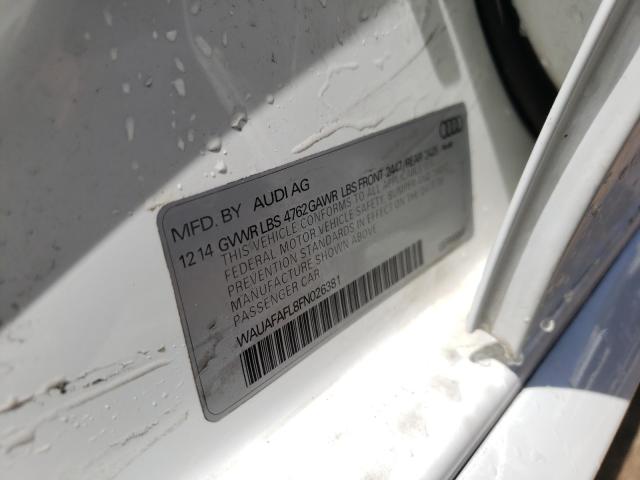 MFD. BY AUDI AG
12 14 GVWR LBS 4762 GAWR LBS FRONT 2447 / REAR 2425
THIS VEHICLE CONFORMS TO ALL APPLICABLE
FEDERAL MOTOR VEHICLE SAFETY, BUMPER, AND THEFT
PREVENTION STANDARDS IN EFFECT ON THE DATE OF
MANUFACTURE SHOWN ABOVE.
PASSENGER CAR
WAUAFAFL8FN026381
Audi